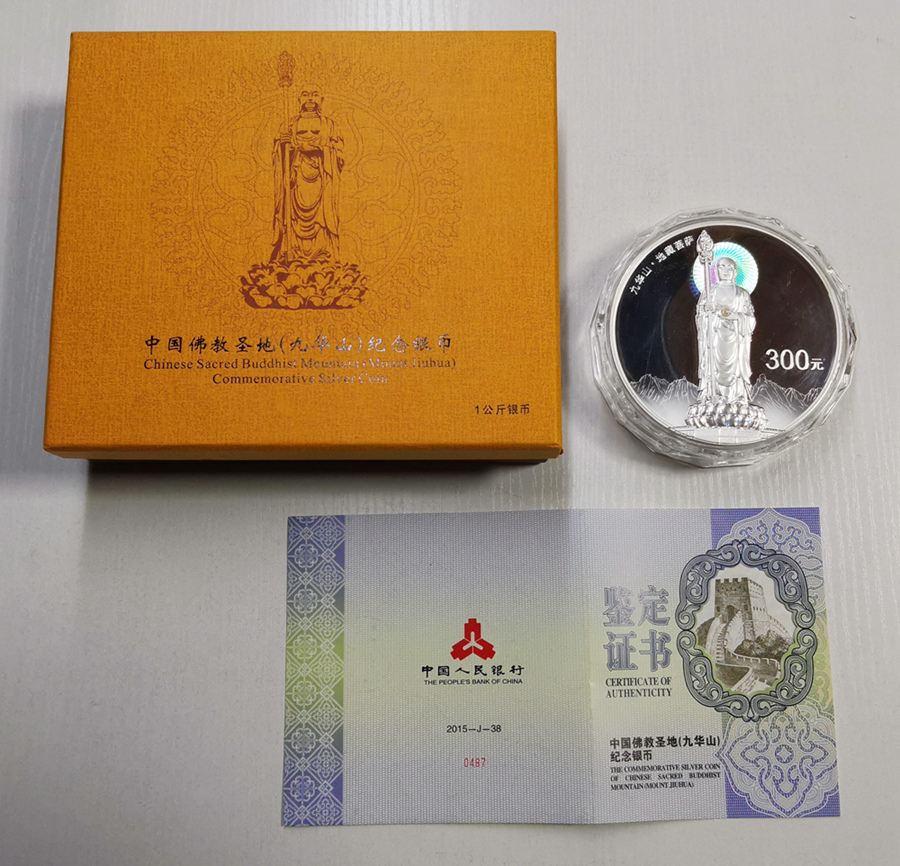 中国佛教圣地(九华山)纪念银币
Chinese Sacred Buddhist Mountain (Mount Jiuhua)
Commemorative Silver Coin
1公斤银币
九华山·地藏菩萨
300元
中国人民银行
THE PEOPLE'S BANK OF CHINA
2015-J-38
0487
鉴定
证书
CERTIFICATE OF
AUTHENTICITY
中国佛教圣地(九华山)
纪念银币
THE COMMEMORATIVE SILVER COIN
OF CHINESE SACRED BUDDHIST
MOUNTAIN (MOUNT JIUHUA)